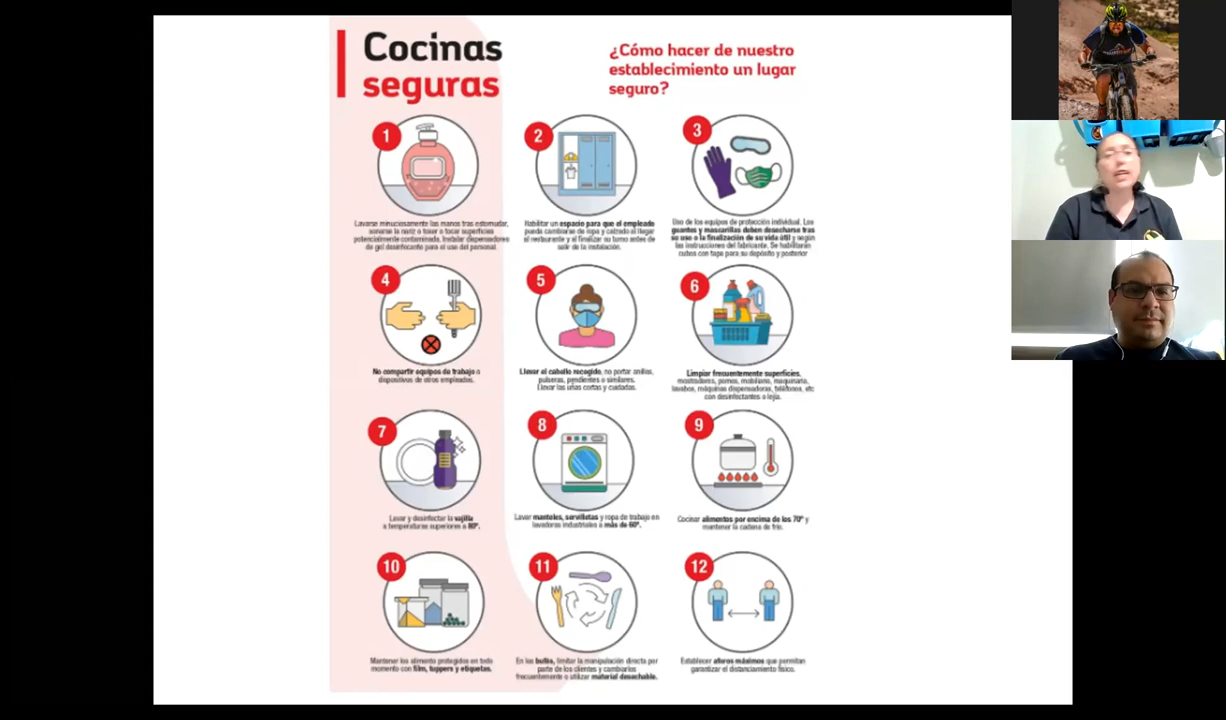 Cocinas
seguras
¿Cómo hacer de nuestro
establecimiento un lugar
seguro?
1
Lavarse minuciosamente las manos tras estornudar,
sonarse la nariz o toser o tocar superficies
potencialmente contaminada. Instalar dispensadores
de gel desinfectante para el uso del personal.
2
Habilitar un espacio para que el empleado
pueda cambiarse de ropa y calzado al llegar
al restaurante y al finalizar su turno antes de
salir de la instalación.
3
Uso de los equipos de protección individual. Los
guantes y mascarillas deben desecharse tras
su uso o la finalización de su vida útil y según
las instrucciones del fabricante. Se habilitarán
cubos con tapa para su depósito y posterior
4
No compartir equipos de trabajo o
dispositivos de otros empleados.
5
Llevar el cabello recogido, no portar anillos,
pulseras, pendientes o similares.
Llevar las uñas cortas y cuidadas.
6
Limpiar frecuentemente superficies,
mostradores, pomos, mobiliario, maquinaria,
lavabos, máquinas dispensadoras, teléfonos, etc
con desinfectantes o lejía.
7
Lavar y desinfectar la vajilla
a temperaturas superiores a 80º.
8
Lavar manteles, servilletas y ropa de trabajo en
lavadoras industriales a más de 60º.
9
Cocinar alimentos por encima de los 70º y
mantener la cadena de frío.
10
Mantener los alimento protegidos en todo
momento con film, tuppers y etiquetas.
11
En los bufés, limitar la manipulación directa por
parte de los clientes y cambiarlos
frecuentemente o utilizar material desechable.
12
Establecer aforos máximos que permitan
garantizar el distanciamiento físico.